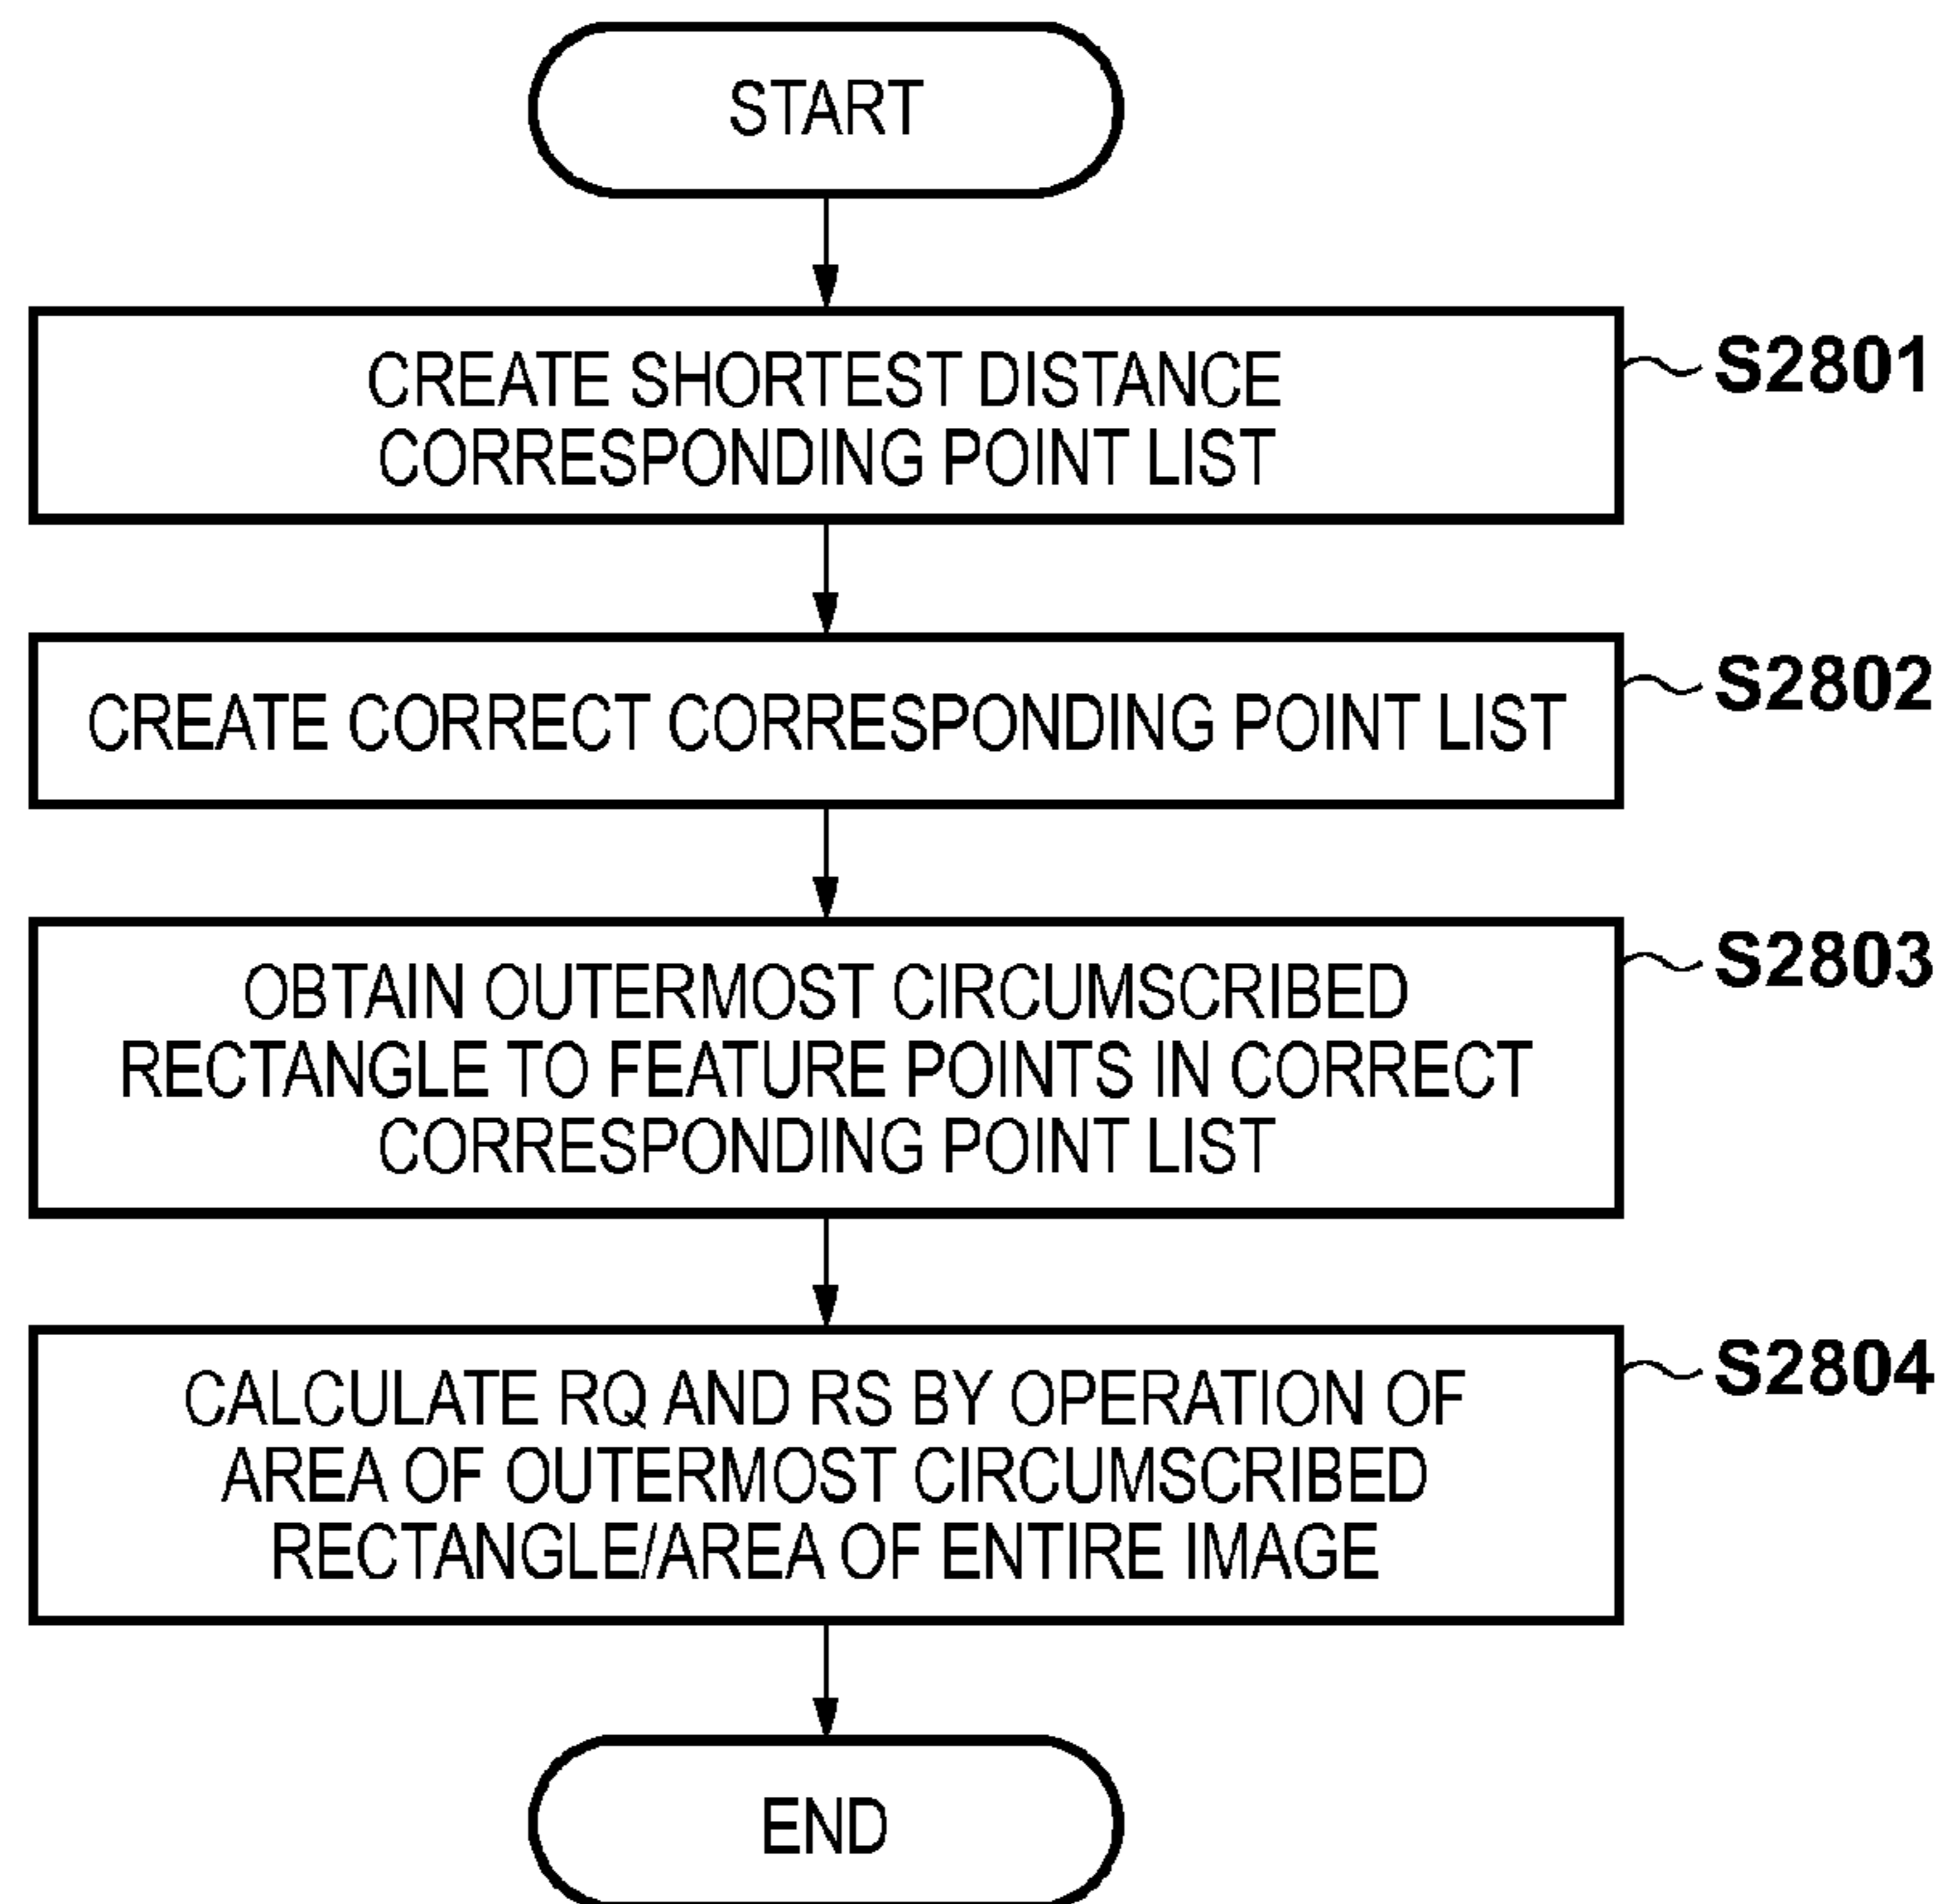 START
CREATE SHORTEST DISTANCE
CORRESPONDING POINT LIST
S2801
CREATE CORRECT CORRESPONDING POINT LIST
S2802
OBTAIN OUTERMOST CIRCUMSCRIBED
RECTANGLE TO FEATURE POINTS IN CORRECT
CORRESPONDING POINT LIST
S2803
CALCULATE RQ AND RS BY OPERATION OF
AREA OF OUTERMOST CIRCUMSCRIBED
RECTANGLE/AREA OF ENTIRE IMAGE
S2804
END